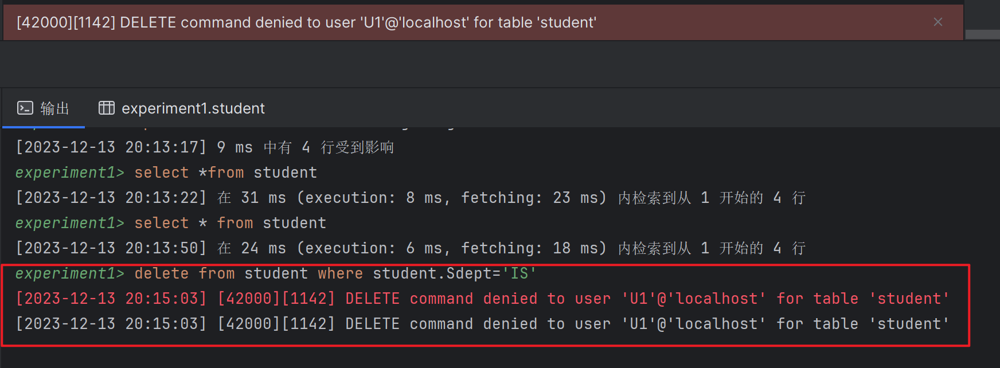 [42000][1142] DELETE command denied to user 'U1'@'localhost' for table 'student'
输出 experiment1.student
[2023-12-13 20:13:17] 9 ms 中有 4 行受到影响
experiment1> select *from student
[2023-12-13 20:13:22] 在 31 ms (execution: 8 ms, fetching: 23 ms) 内检索到从 1 开始的 4 行
experiment1> select * from student
[2023-12-13 20:13:50] 在 24 ms (execution: 6 ms, fetching: 18 ms) 内检索到从 1 开始的 4 行
experiment1> delete from student where student.Sdept='IS'
[2023-12-13 20:15:03] [42000][1142] DELETE command denied to user 'U1'@'localhost' for table 'student'
[2023-12-13 20:15:03] [42000][1142] DELETE command denied to user 'U1'@'localhost' for table 'student'